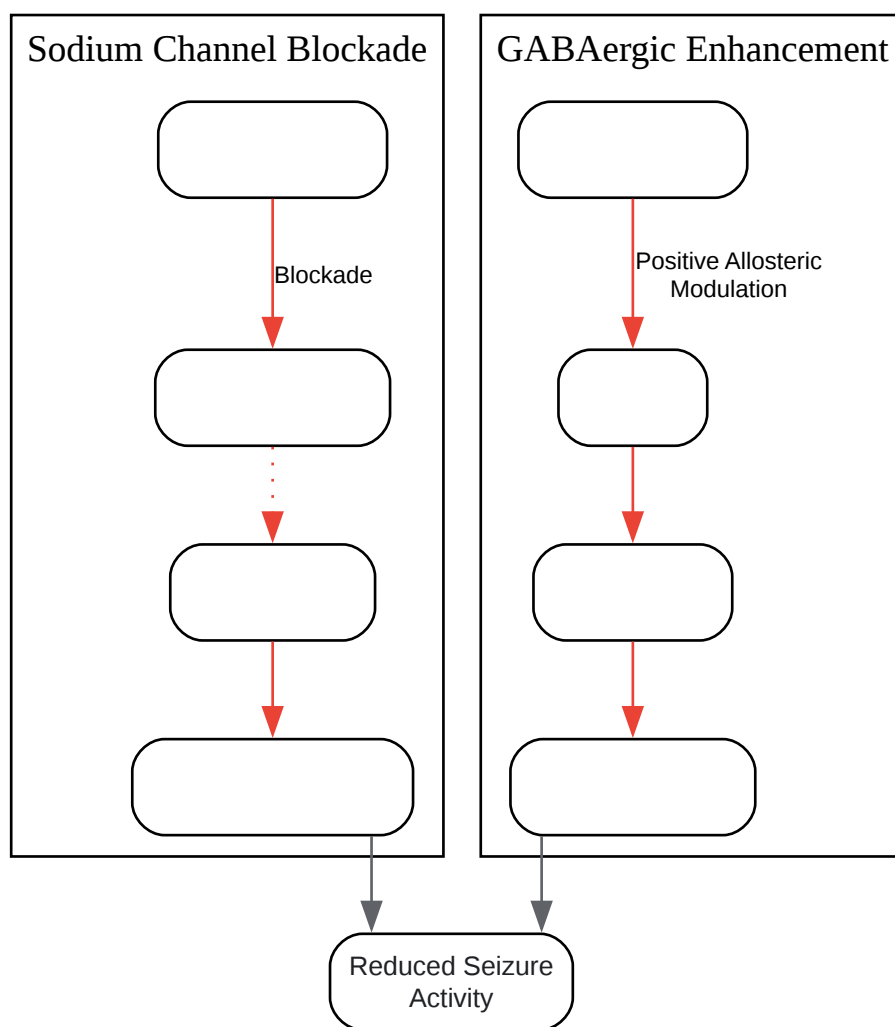 Sodium Channel Blockade
GABAergic Enhancement
Blockade
Positive Allosteric
Modulation
Reduced Seizure
Activity